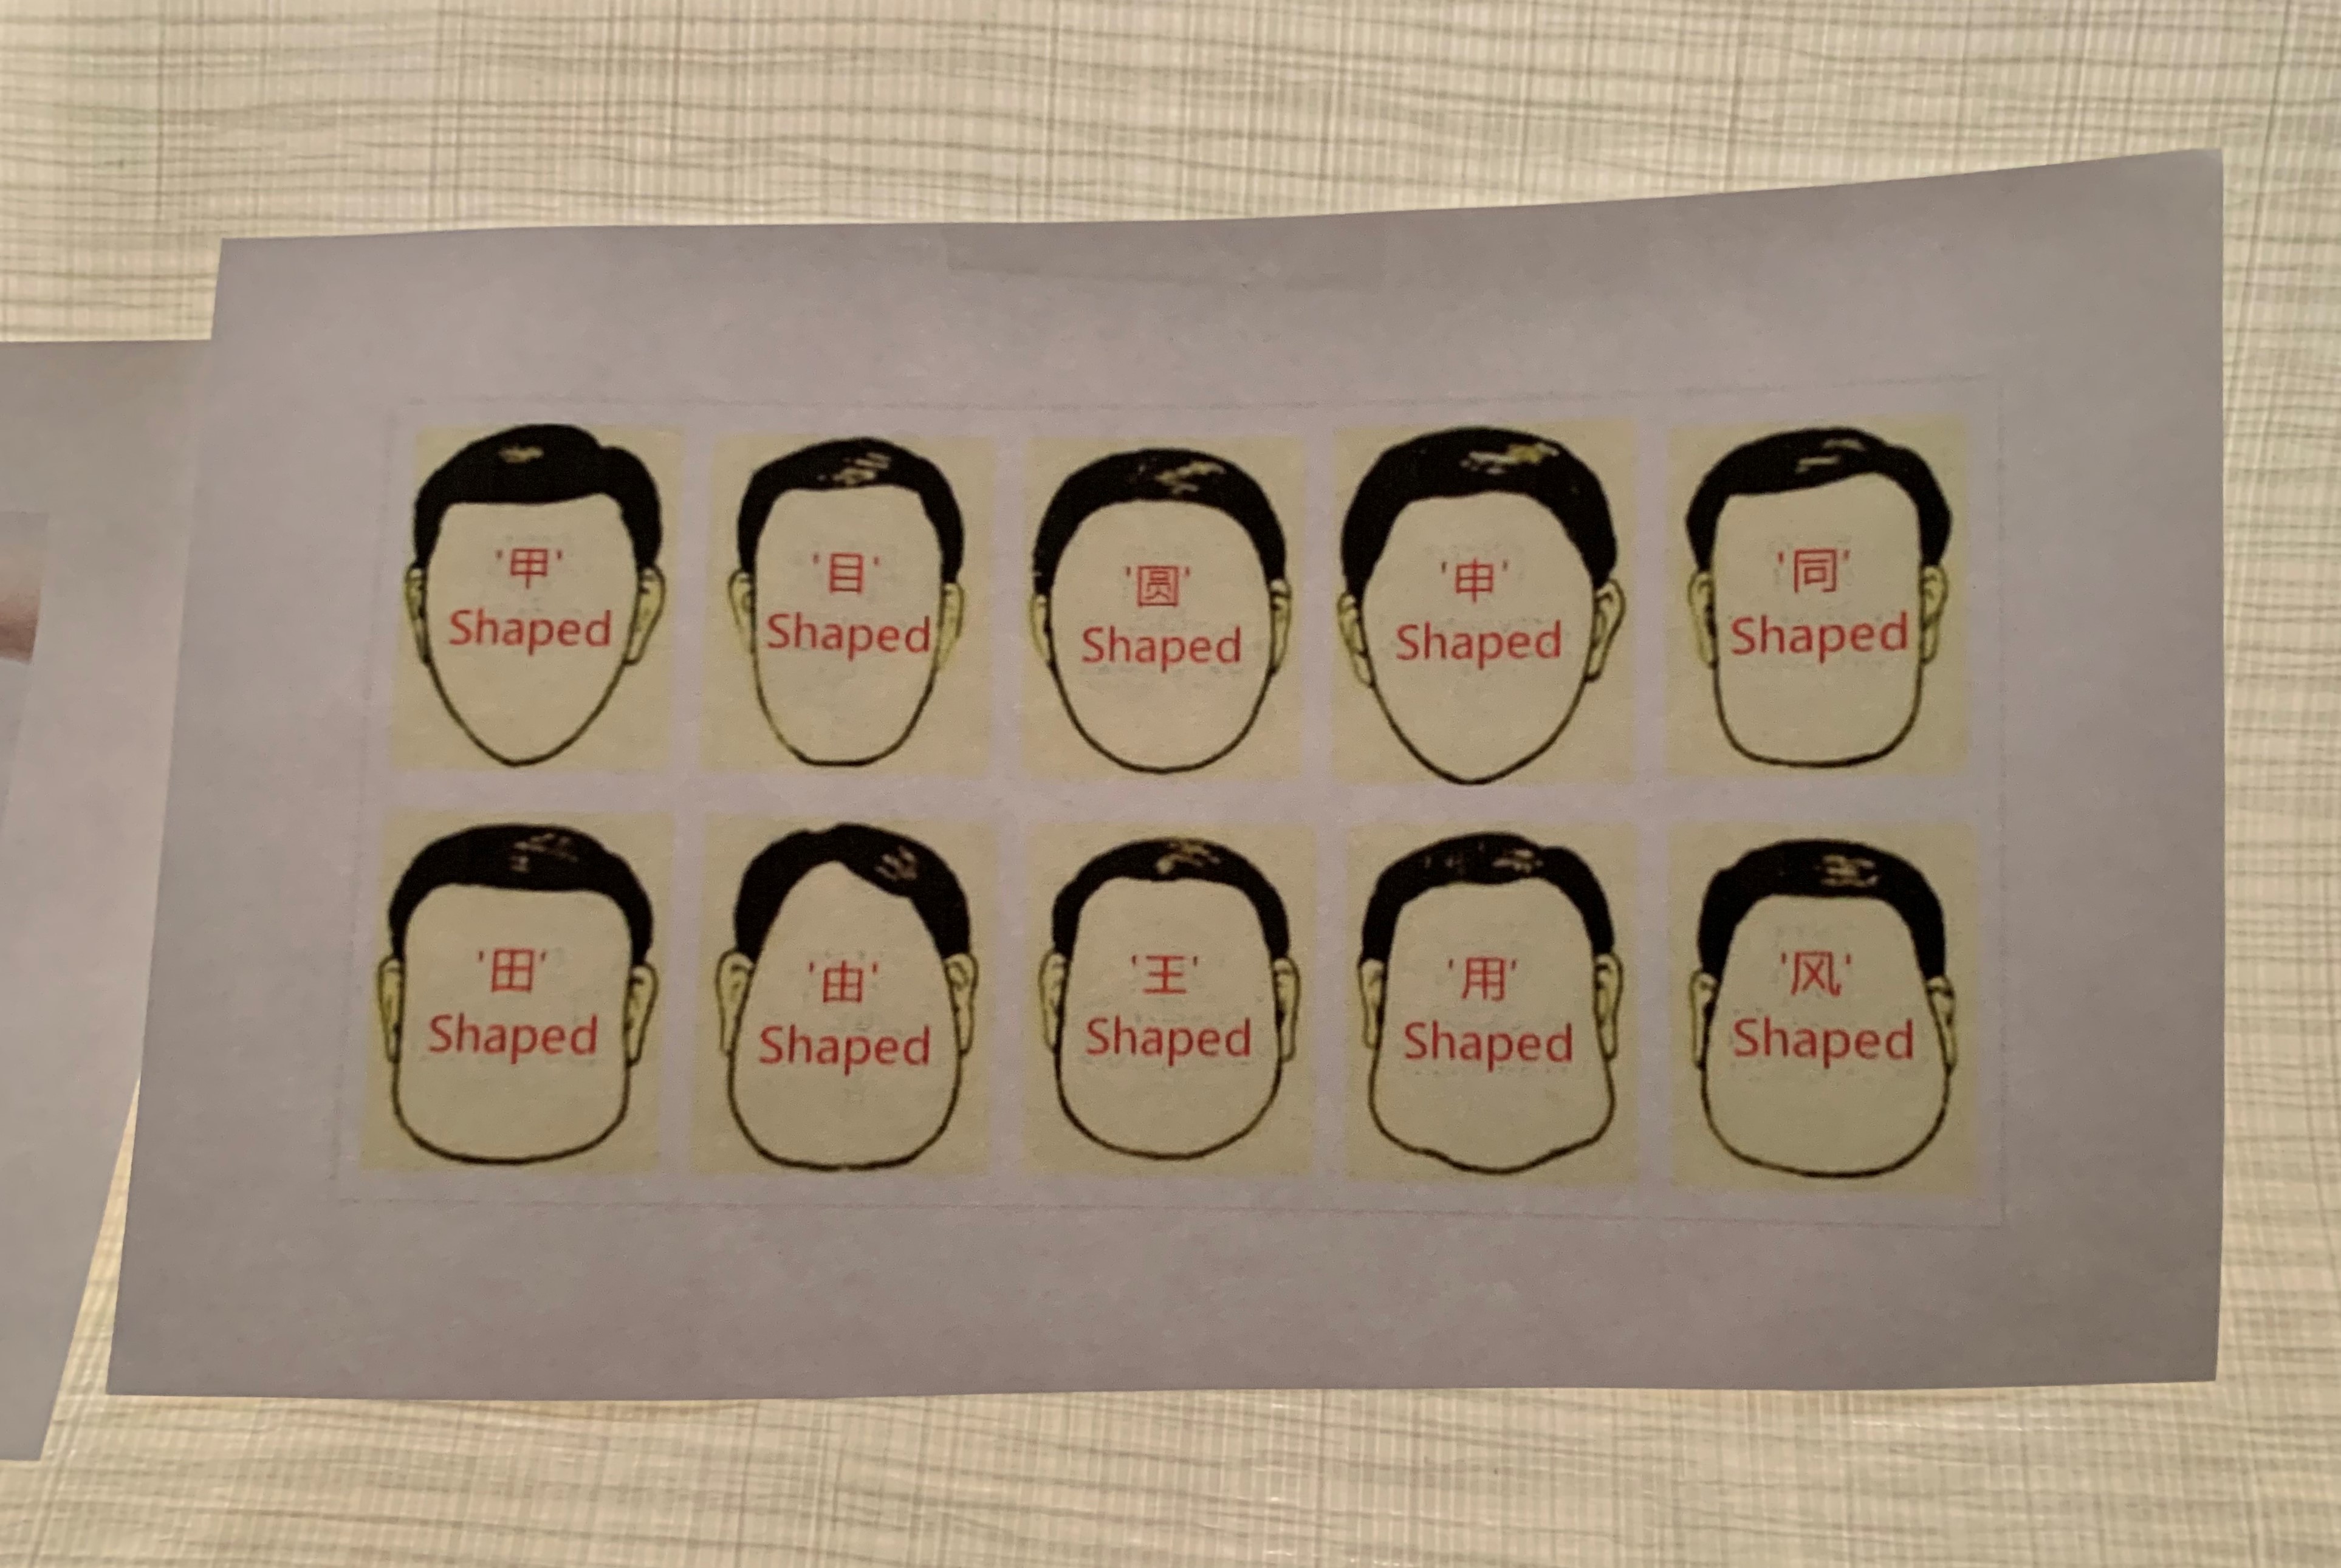 '甲'
Shaped
'目'
Shaped
'圆'
Shaped
'申'
Shaped
'同'
Shaped
'田'
Shaped
'由'
Shaped
'王'
Shaped
'用'
Shaped
'风'
Shaped